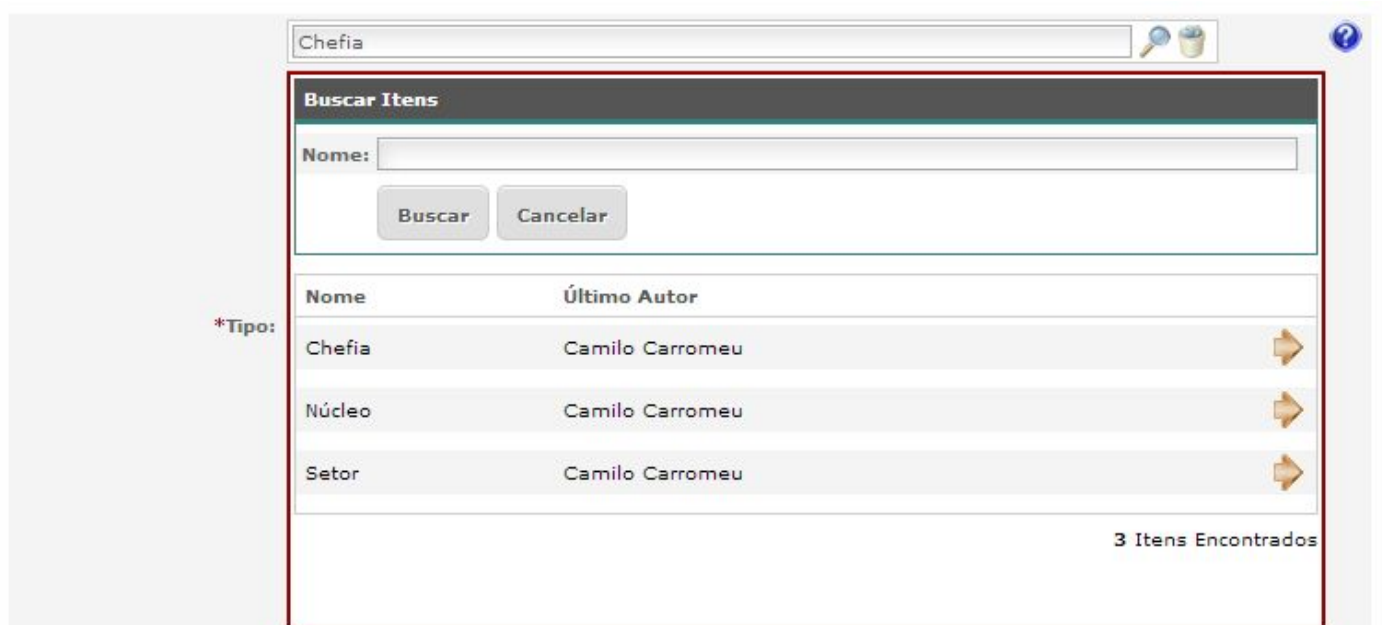 Chefia
Buscar Itens
Nome:
Buscar Cancelar
Nome Último Autor
*Tipo:
Chefia Camilo Carromeu
Núcleo Camilo Carromeu
Setor Camilo Carromeu
3 Itens Encontrados